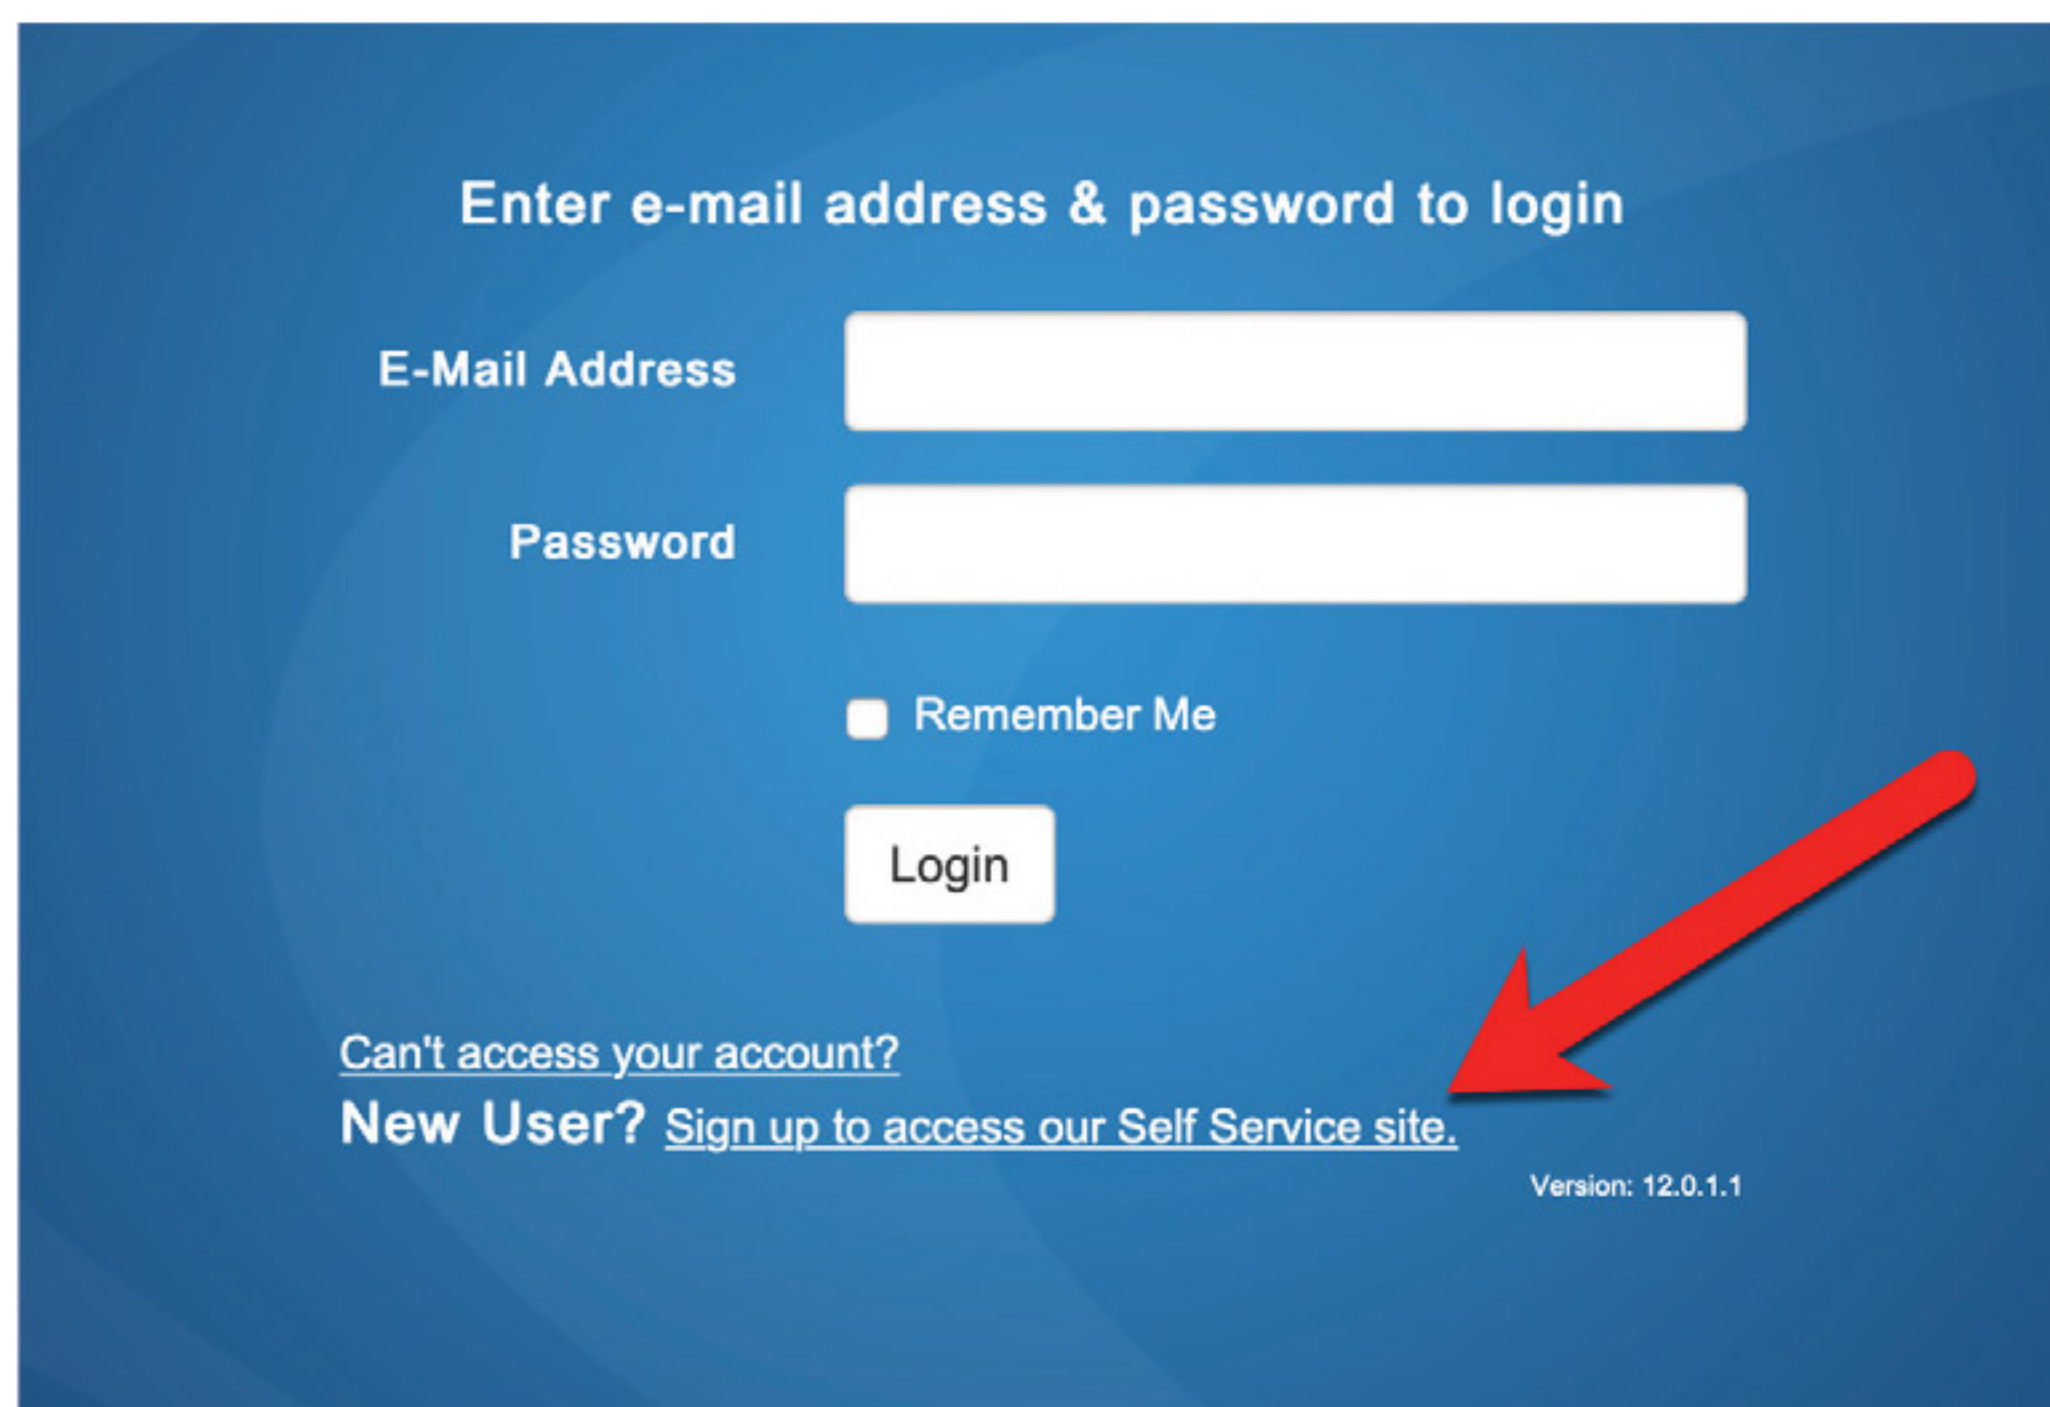 Enter e-mail address & password to login
E-Mail Address
Password
Remember Me
Login
Can't access your account?
New User? Sign up to access our Self Service site.
Version: 12.0.1.1